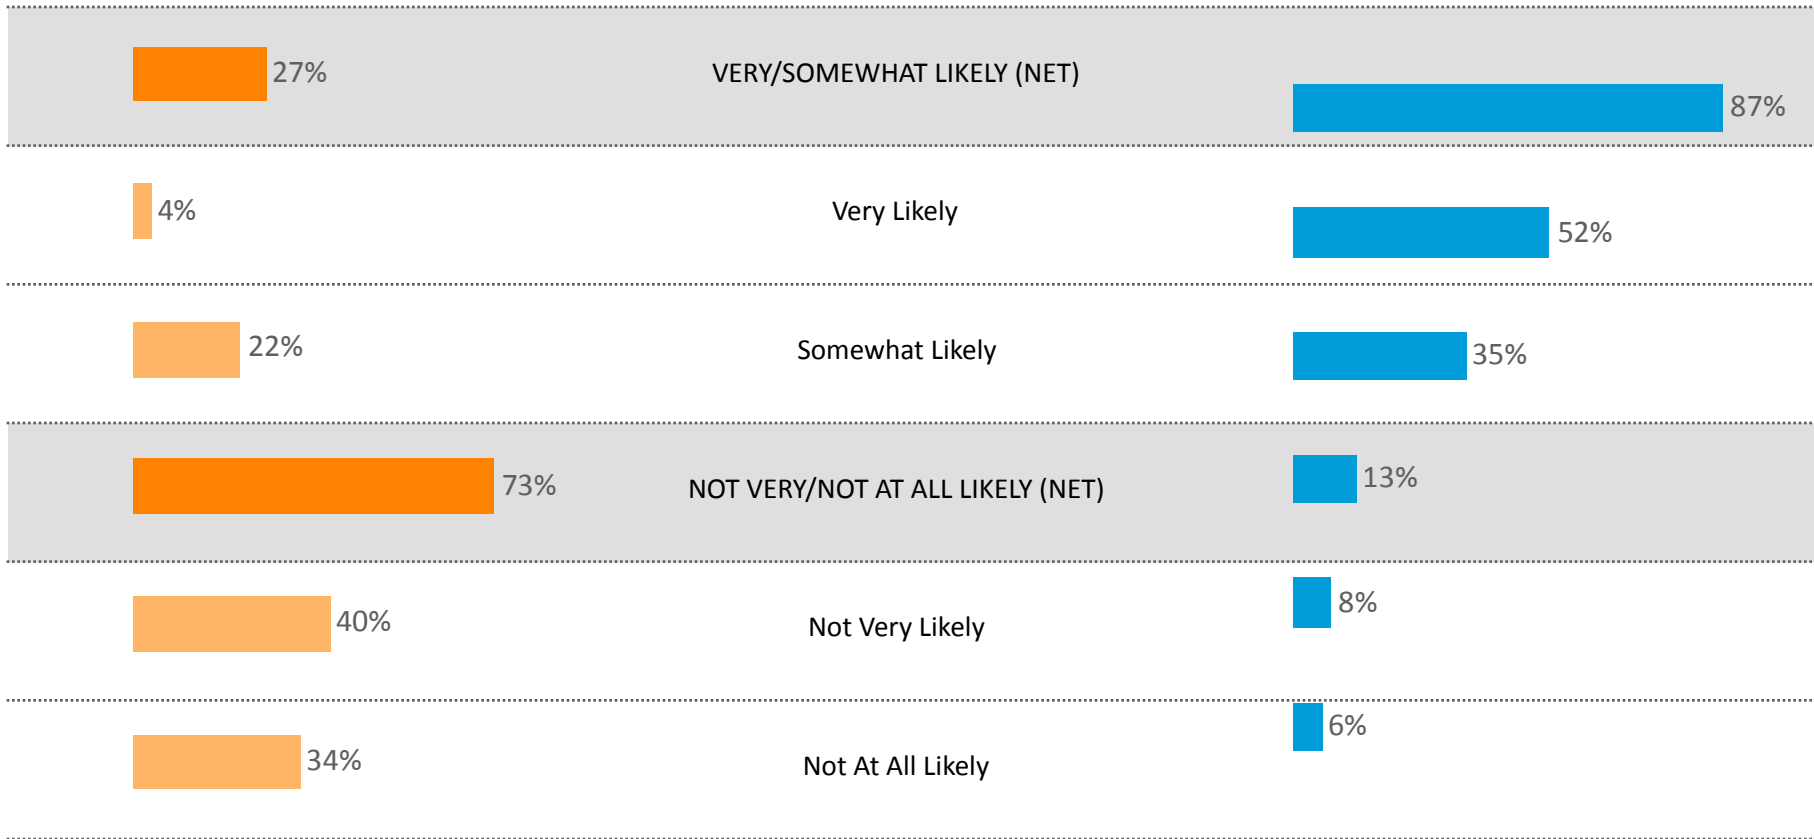 27% VERY/SOMEWHAT LIKELY (NET) 87%
4% Very Likely 52%
22% Somewhat Likely 35%
73% NOT VERY/NOT AT ALL LIKELY (NET) 13%
40% Not Very Likely 8%
34% Not At All Likely 6%